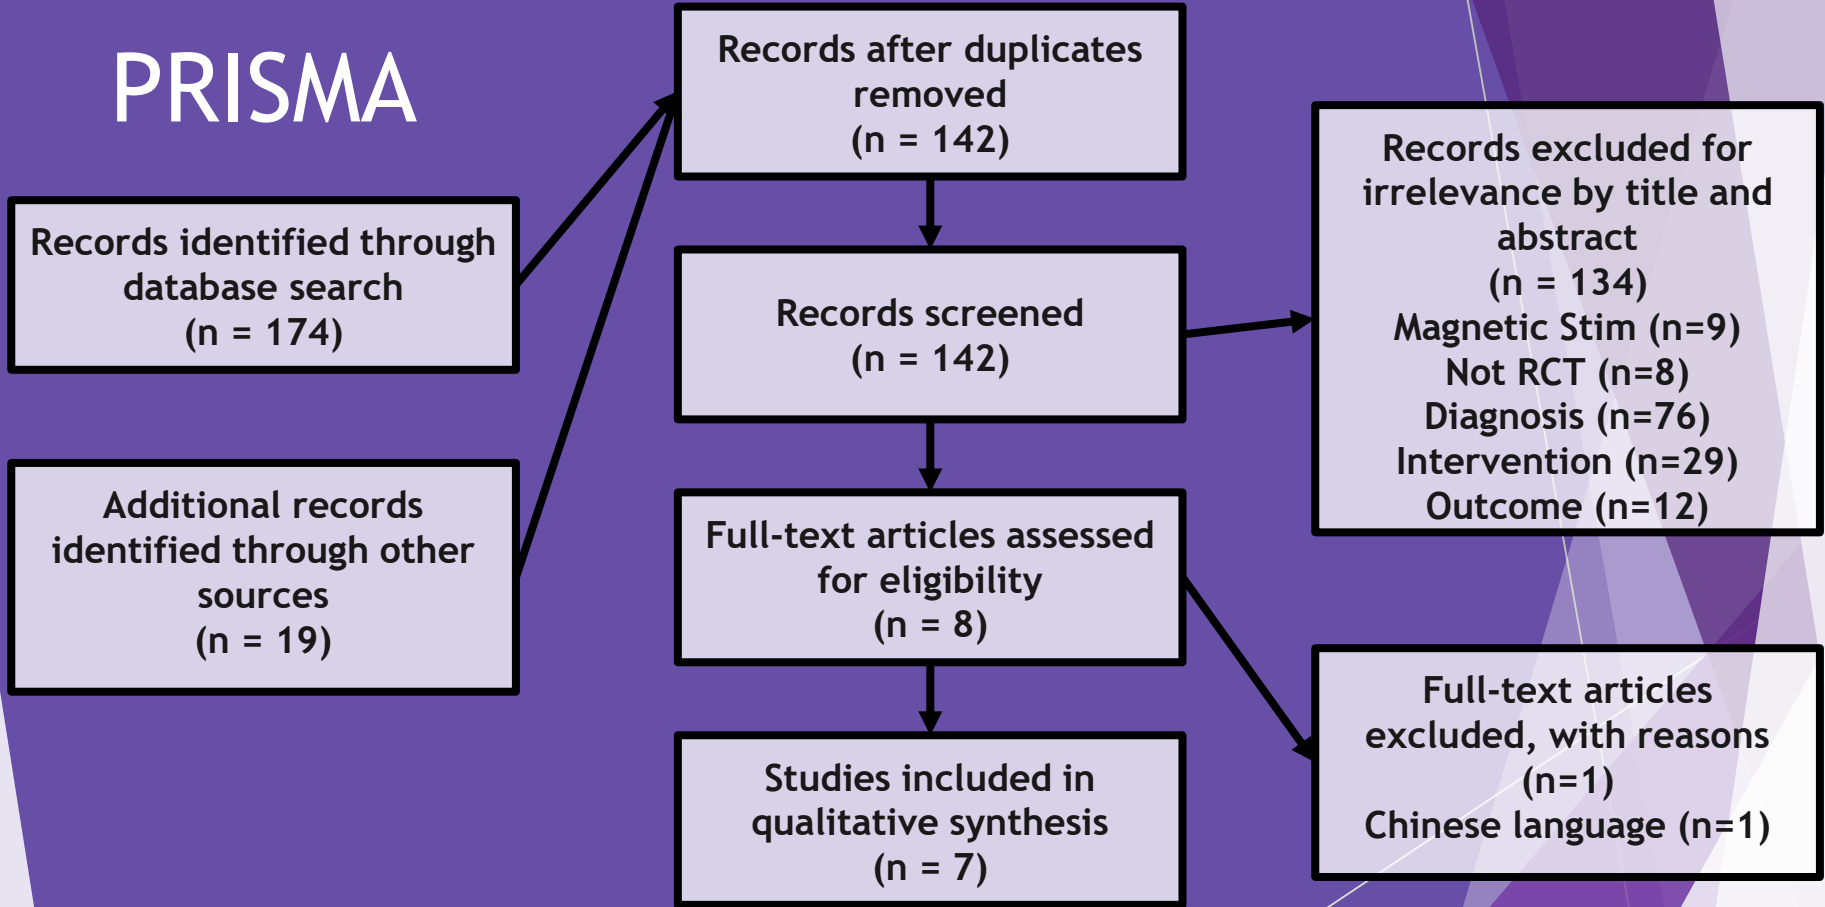 PRISMA
Records identified through
database search
(n = 174)
Additional records
identified through other
sources
(n = 19)
Records after duplicates
removed
(n = 142)
Records screened
(n = 142)
Records excluded for
irrelevance by title and
abstract
(n = 134)
Magnetic Stim (n=9)
Not RCT (n=8)
Diagnosis (n=76)
Intervention (n=29)
Outcome (n=12)
Full-text articles assessed
for eligibility
(n = 8)
Full-text articles
excluded, with reasons
(n=1)
Chinese language (n=1)
Studies included in
qualitative synthesis
(n = 7)